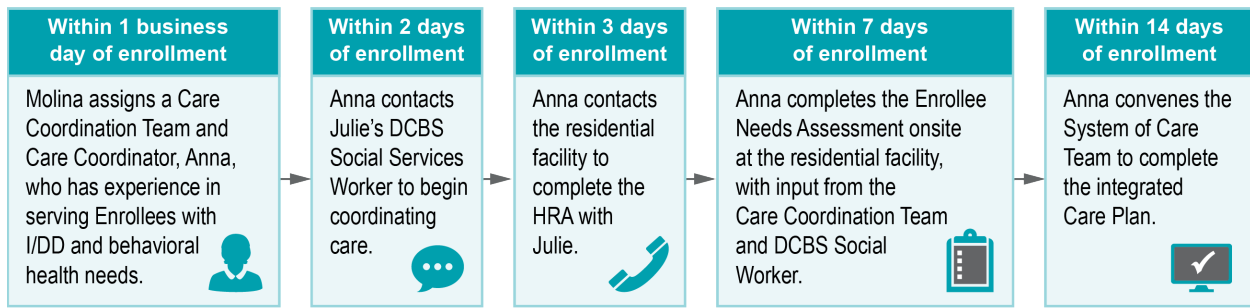 Within 1 business
day of enrollment
Molina assigns a Care
Coordination Team and
Care Coordinator, Anna,
who has experience in
serving Enrollees with
I/DD and behavioral
health needs.
Within 2 days
of enrollment
Anna contacts
Julie’s DCBS
Social Services
Worker to begin
coordinating
care.
Within 3 days
of enrollment
Anna contacts
the residential
facility to
complete the
HRA with
Julie.
Within 7 days
of enrollment
Anna completes the Enrollee
Needs Assessment onsite
at the residential facility,
with input from the
Care Coordination Team
and DCBS Social
Worker.
Within 14 days
of enrollment
Anna convenes the
System of Care
Team to complete
the integrated
Care Plan.